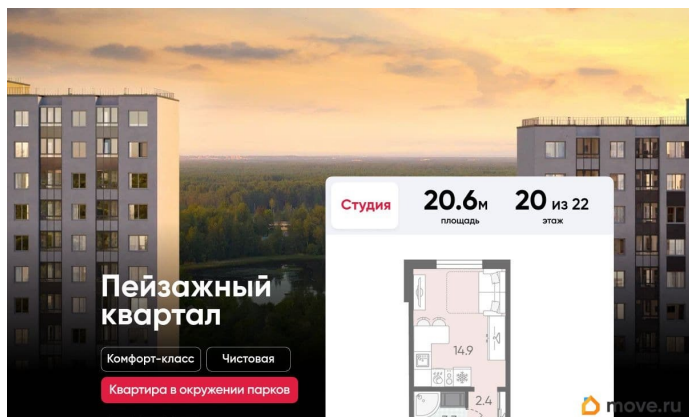 Студия
20.6м
площадь
20 из 22
этаж
Пейзажный
квартал
Комфорт-класс
Чистовая
Квартира в окружении парков
14.9
2.4
move.ru